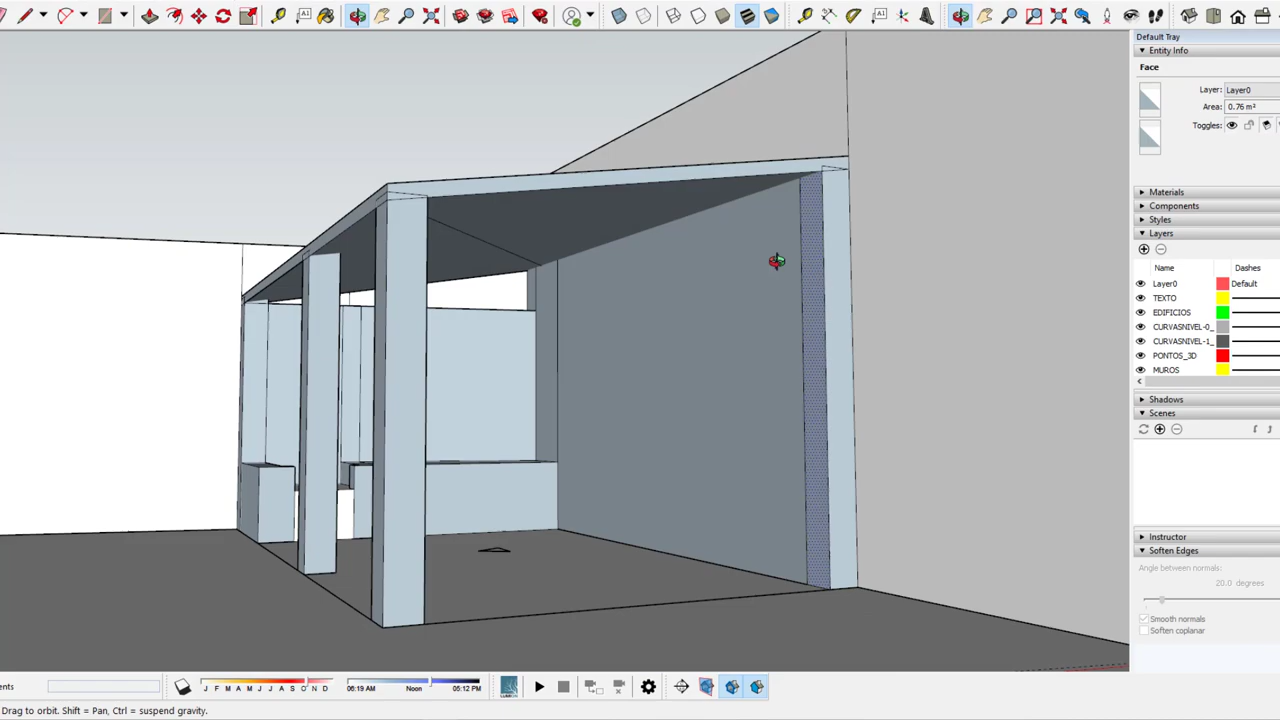 Default Tray
Entity Info
Face
Layer: Layer0
Area: 0.76 m²
Toggles:
Materials
Components
Styles
Layers
Name Dashes
Layer0 Default
TEXTO
EDIFICIOS
CURVASNIVEL-0_
CURVASNIVEL-1_
PONTOS_3D
MUROS
Shadows
Scenes
Instructor
Soften Edges
Angle between normals:
20.0 degrees
Smooth normals
Soften coplanar
ents J F M A M J J A S O N D 06:19 AM Noon 05:12 PM
Drag to orbit. Shift = Pan, Ctrl = suspend gravity.